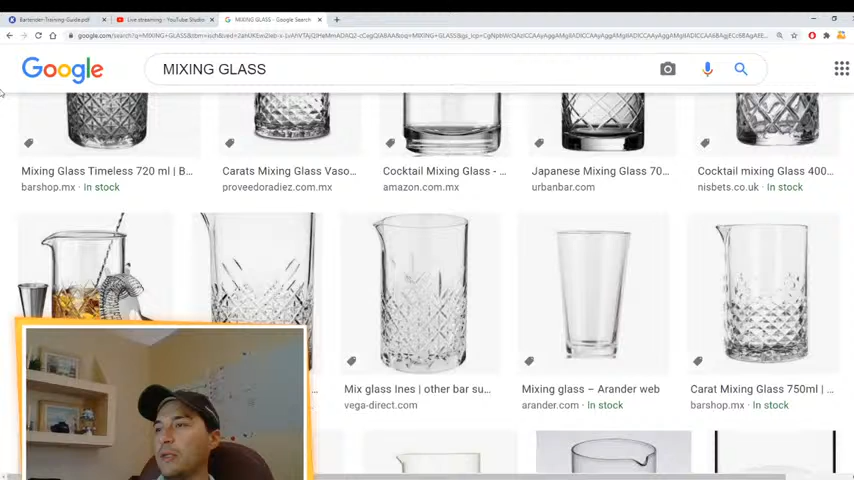 Bartender-Training-Guide.pdf
Live streaming - YouTube Studio
MIXING GLASS - Google Search
Google
MIXING GLASS
Mixing Glass Timeless 720 ml | B...
Carats Mixing Glass Vaso...
Cocktail Mixing Glass - ...
Japanese Mixing Glass 70...
Cocktail mixing Glass 400...
barshop.mx · In stock
proveedoradiez.com.mx
amazon.com.mx
urbanbar.com
nisbets.co.uk · In stock
Mix glass Ines | other bar su...
Mixing glass – Arander web
Carat Mixing Glass 750ml | ...
vega-direct.com
arander.com · In stock
barshop.mx · In stock